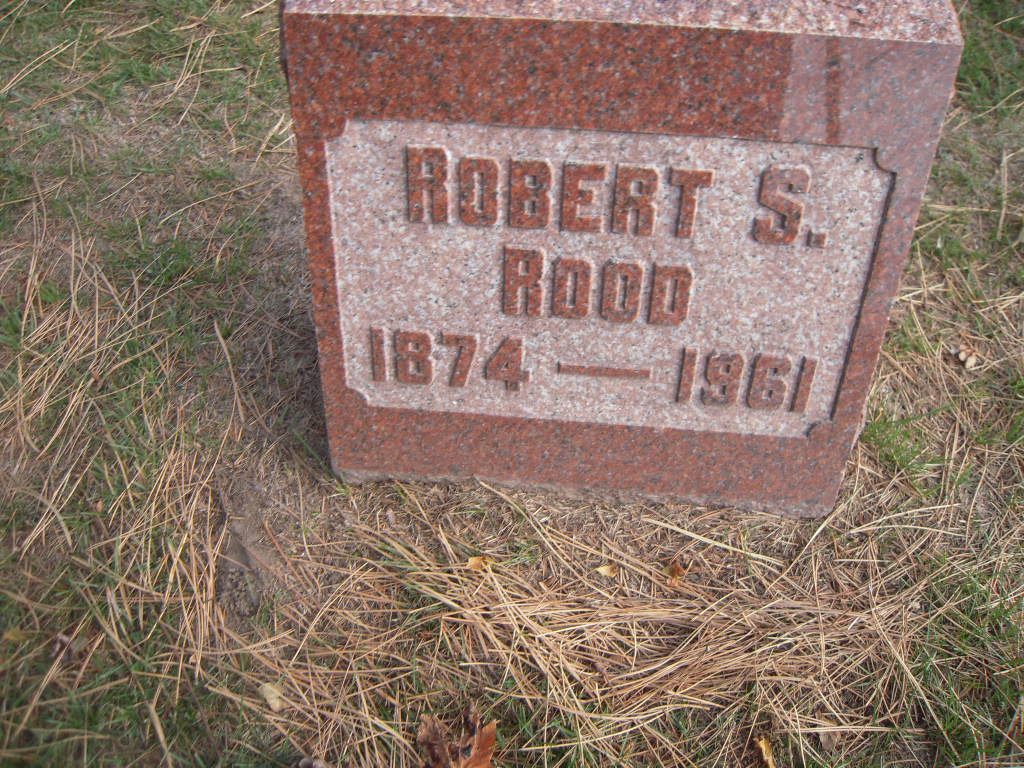 ROBERT S.
ROOD
1874 — 1961